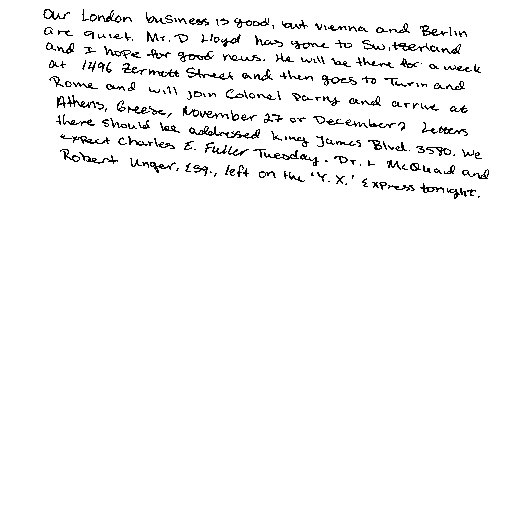 Our London business is good, but vienna and Berlin
are quiet. Mr. D Lloyd has gone to Switzerland
and I hope for good news. He will be there for a week
at 1496 Zermott Street and then goes to Turin and
Rome and will join Colonel Parry and arrive at
Athens, Greese, November 27 or December 2 Letters
there should be addressed King James Blvd. 3580. We
expect Charles E. Fuller Tuesday. Dr. L McQuaid and
Robert Unger, Esq., left on the 'Y.X.' Express tonight.